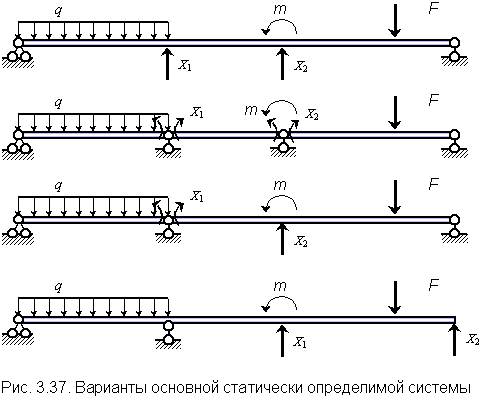 q m F
X1 X2
q X1 m X2 F
q X1 m F
X2
q m F
X1 X2
Рис. 3.37. Варианты основной статически определимой системы